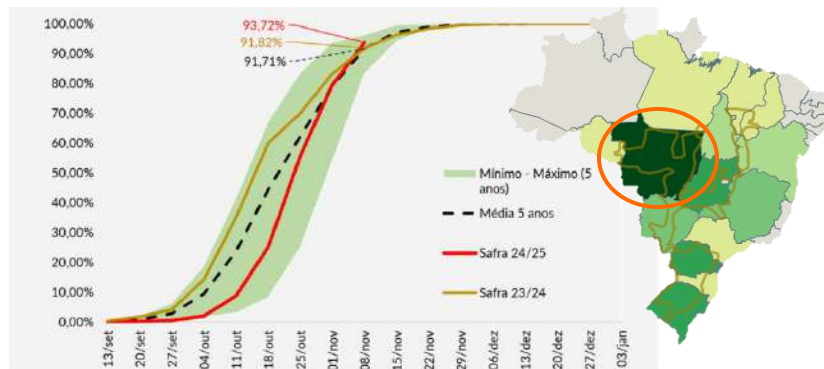 100,00%
90,00%
80,00%
70,00%
60,00%
50,00%
40,00%
30,00%
20,00%
10,00%
0,00%
93,72%
91,82%
91,71%
Mínimo - Máximo (5
anos)
Média 5 anos
Safra 24/25
Safra 23/24
13/set
20/set
27/set
04/out
11/out
18/out
25/out
01/nov
08/nov
15/nov
22/nov
29/nov
06/dez
13/dez
20/dez
27/dez
03/jan